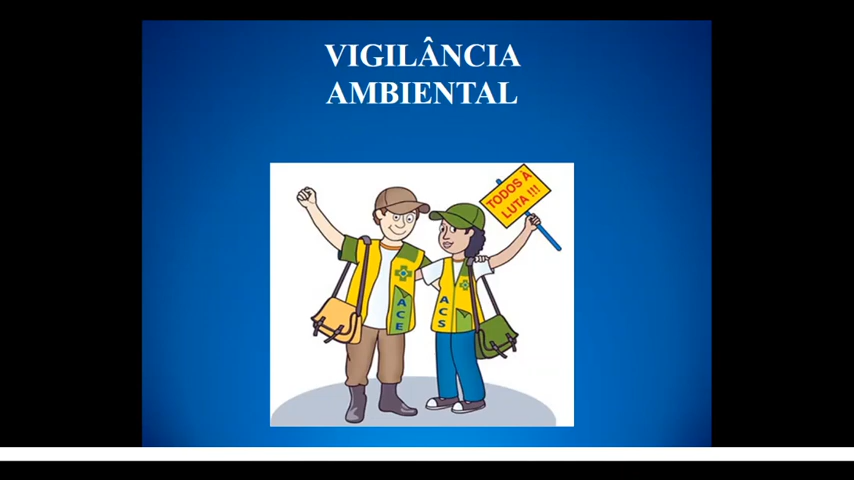 VIGILÂNCIA
AMBIENTAL
TODOS À
LUTA !!!
ACE
ACS